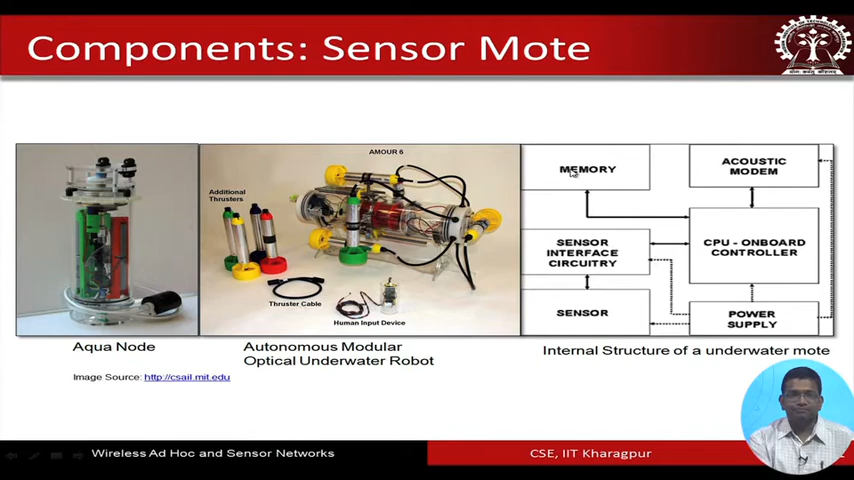 Components: Sensor Mote
AMOUR 6
Additional
Thrusters
Thruster Cable
Human Input Device
MEMORY
ACOUSTIC
MODEM
SENSOR
INTERFACE
CIRCUITRY
CPU - ONBOARD
CONTROLLER
SENSOR
POWER
SUPPLY
Aqua Node
Autonomous Modular
Optical Underwater Robot
Internal Structure of a underwater mote
Image Source: http://csail.mit.edu
Wireless Ad Hoc and Sensor Networks
CSE, IIT Kharagpur